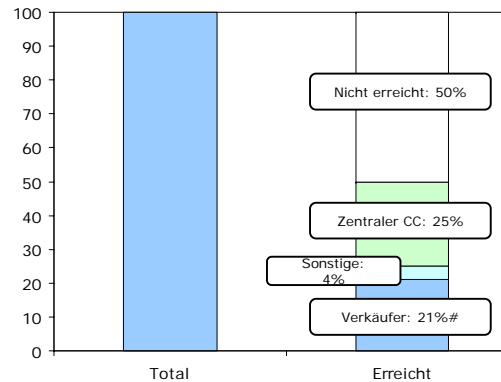 100
90
80
70
60
50
40
30
20
10
0
Nicht erreicht: 50%
Zentraler CC: 25%
Sonstige:
4%
Verkäufer: 21%#
Total
Erreicht